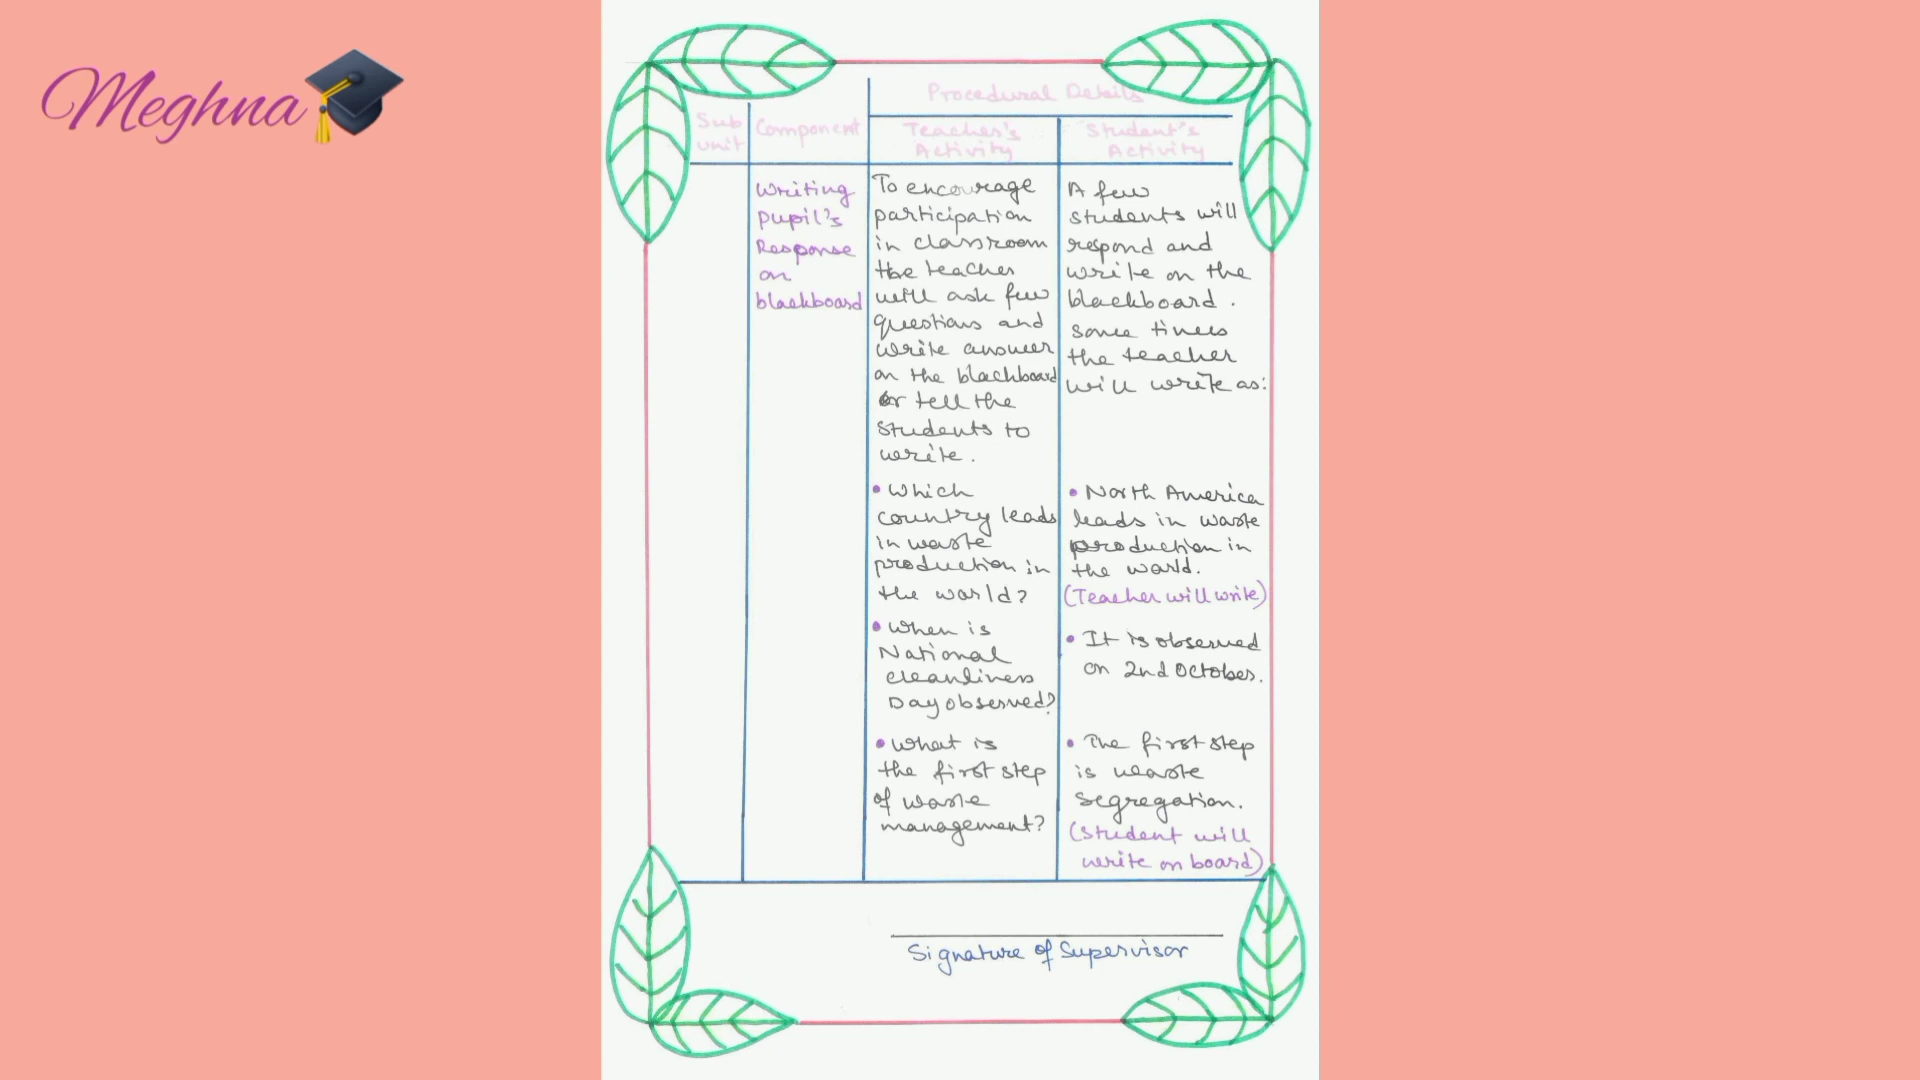 Meghna
Procedural Details
Sub
unit
Component
Teacher's
Activity
Student's
Activity
Writing
pupil's
Response
on
blackboard
To encourage
participation
in classroom
the teacher
will ask few
questions and
write answer
on the blackboard
or tell the
students to
write.
• Which
country leads
in waste
production in
the world?
• When is
National
cleanliness
Day observed?
• What is
the first step
of waste
management?
A few
students will
respond and
write on the
blackboard.
some times
the teacher
will write as:
• North America
leads in waste
production in
the world.
(Teacher will write)
• It is observed
on 2nd October.
• The first step
is waste
segregation.
(Student will
write on board)
Signature of Supervisor